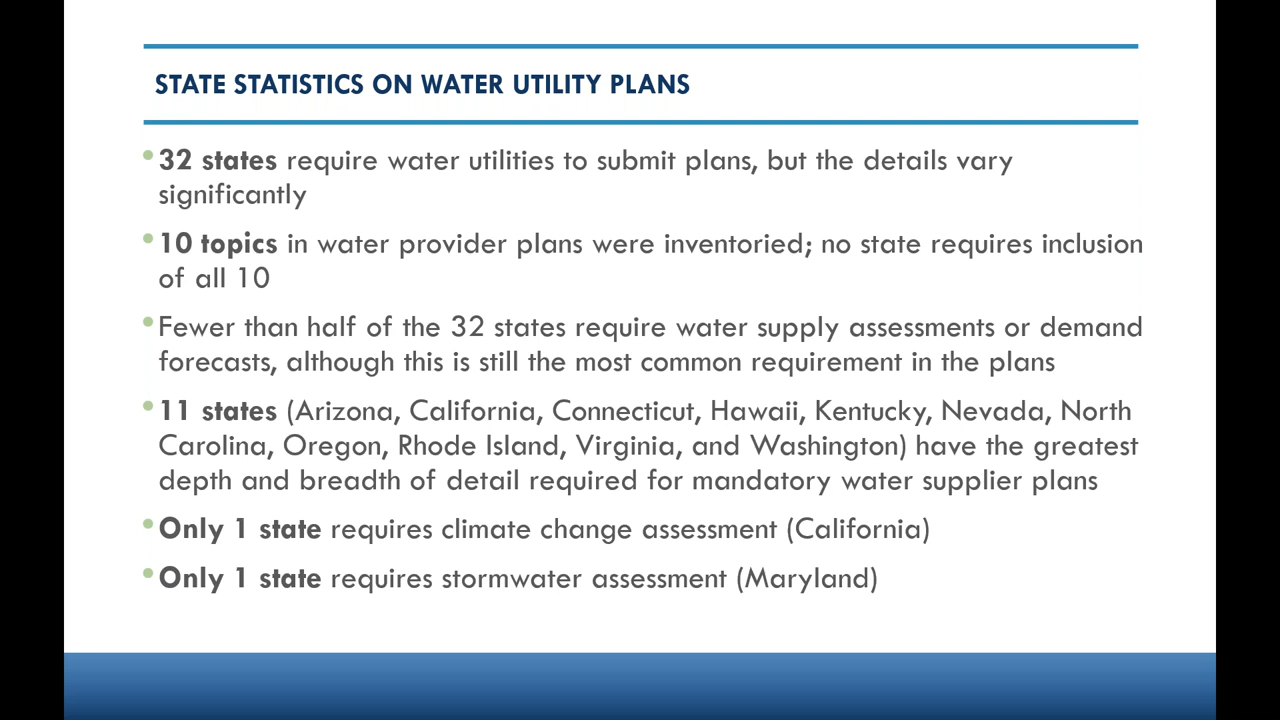 STATE STATISTICS ON WATER UTILITY PLANS
• 32 states require water utilities to submit plans, but the details vary
significantly
• 10 topics in water provider plans were inventoried; no state requires inclusion
of all 10
• Fewer than half of the 32 states require water supply assessments or demand
forecasts, although this is still the most common requirement in the plans
• 11 states (Arizona, California, Connecticut, Hawaii, Kentucky, Nevada, North
Carolina, Oregon, Rhode Island, Virginia, and Washington) have the greatest
depth and breadth of detail required for mandatory water supplier plans
• Only 1 state requires climate change assessment (California)
• Only 1 state requires stormwater assessment (Maryland)